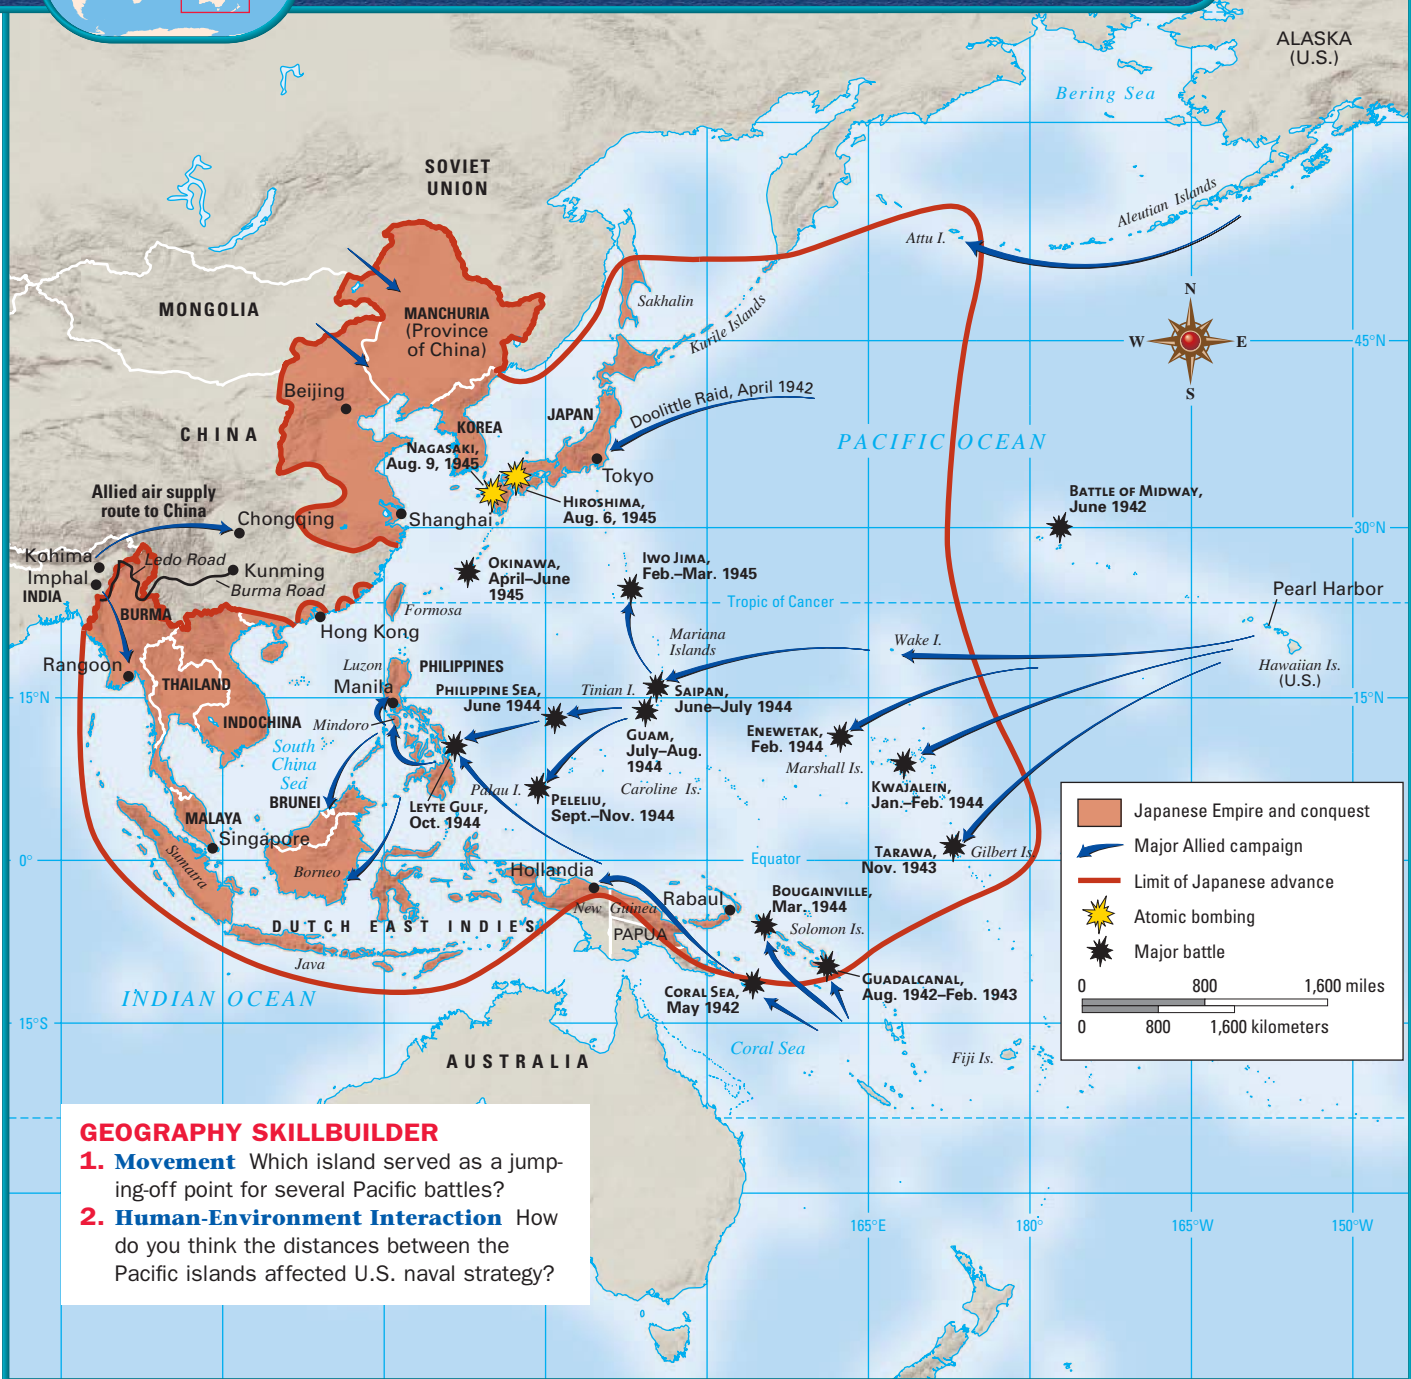 ALASKA
(U.S.)
Bering Sea
SOVIET
UNION
Aleutian Islands
Attu I.
MONGOLIA
MANCHURIA
(Province
of China)
Sakhalin
Kurile Islands
N
W
E
S
45°N
Beijing
CHINA
KOREA
JAPAN
Doolittle Raid, April 1942
PACIFIC OCEAN
NAGASAKI,
Aug. 9, 1945
Tokyo
HIROSHIMA,
Aug. 6, 1945
BATTLE OF MIDWAY,
June 1942
Allied air supply
route to China
Chongqing
Shanghai
30°N
Kohima
Imphal
INDIA
Ledo Road
Kunming
Burma Road
BURMA
OKINAWA,
April–June
1945
IWO JIMA,
Feb.–Mar. 1945
Pearl Harbor
Formosa
Tropic of Cancer
Hong Kong
Mariana
Islands
Wake I.
Hawaiian Is.
(U.S.)
Rangoon
THAILAND
Luzon
PHILIPPINES
Manila
PHILIPPINE SEA,
June 1944
Tinian I.
SAIPAN,
June–July 1944
15°N
15°N
INDOCHINA
Mindoro
South
China
Sea
GUAM,
July–Aug.
1944
ENEWETAK,
Feb. 1944
Marshall Is.
BRUNEI
LEYTE GULF,
Oct. 1944
Palau I.
PELELIU,
Sept.–Nov. 1944
Caroline Is.
KWAJALEIN,
Jan.–Feb. 1944
MALAYA
Singapore
Sumatra
Borneo
0°
Equator
TARAWA,
Nov. 1943
Gilbert Is.
Hollandia
Rabaul
BOUGAINVILLE,
Mar. 1944
New Guinea
PAPUA
Solomon Is.
DUTCH EAST INDIES
Java
INDIAN OCEAN
CORAL SEA,
May 1942
GUADALCANAL,
Aug. 1942–Feb. 1943
15°S
Coral Sea
Fiji Is.
AUSTRALIA
Japanese Empire and conquest
Major Allied campaign
Limit of Japanese advance
Atomic bombing
Major battle
0 800 1,600 miles
0 800 1,600 kilometers
165°E
180°
165°W
150°W
GEOGRAPHY SKILLBUILDER
1. Movement Which island served as a jump-
ing-off point for several Pacific battles?
2. Human-Environment Interaction How
do you think the distances between the
Pacific islands affected U.S. naval strategy?